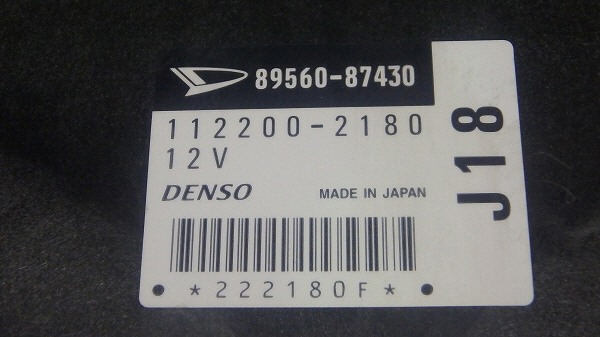 89560-87430
112200-2180
12V
DENSO MADE IN JAPAN
*222180F*
J18